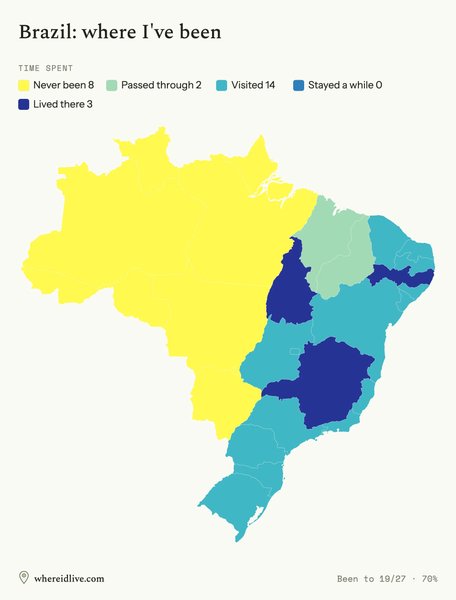 Brazil: where I've been
TIME SPENT
Never been 8 Passed through 2 Visited 14 Stayed a while 0
Lived there 3
whereidlive.com Been to 19/27 · 70%